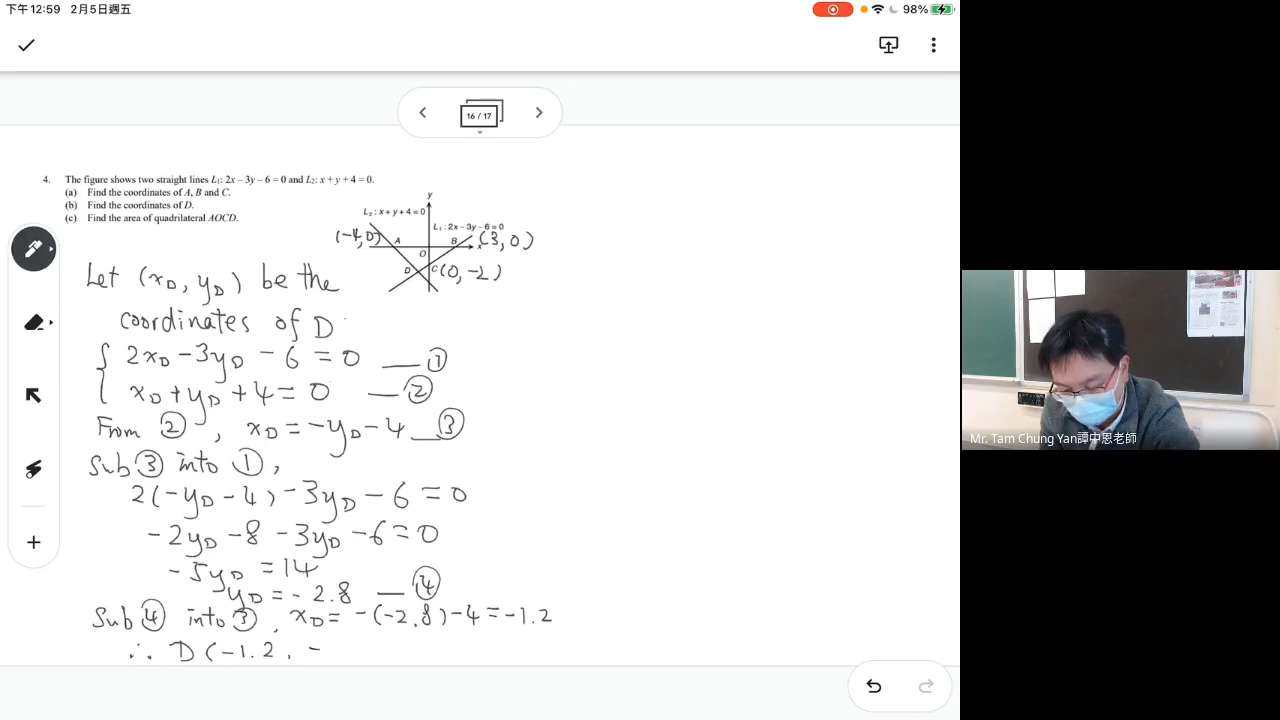 下午12:59 2月5日週五
98%
16 / 17
4. The figure shows two straight lines L₁: 2x – 3y – 6 = 0 and L₂: x + y + 4 = 0.
(a) Find the coordinates of A, B and C.
(b) Find the coordinates of D.
(c) Find the area of quadrilateral AOCD.
y
L₂ : x + y + 4 = 0
L₁ : 2x – 3y – 6 = 0
(-4, 0) A B (3, 0)
x
O
D C (0, -2)
Let (x_D, y_D) be the
coordinates of D
{ 2x_D - 3y_D - 6 = 0 — ①
x_D + y_D + 4 = 0 — ②
From ②, x_D = -y_D - 4 — ③
Sub ③ into ①,
2(-y_D - 4) - 3y_D - 6 = 0
-2y_D - 8 - 3y_D - 6 = 0
-5y_D = 14
y_D = -2.8 — ④
Sub ④ into ③, x_D = -(-2.8) - 4 = -1.2
∴ D (-1.2, -
Mr. Tam Chung Yan譚中恩老師